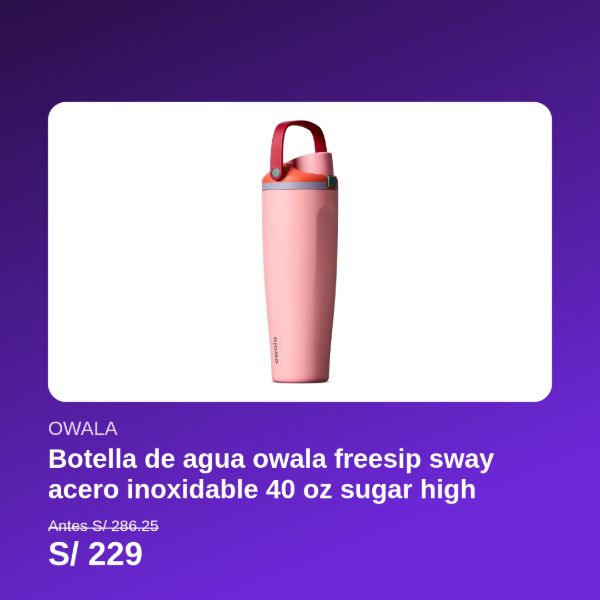 owala
OWALA
Botella de agua owala freesip sway
acero inoxidable 40 oz sugar high
Antes S/ 286.25
S/ 229